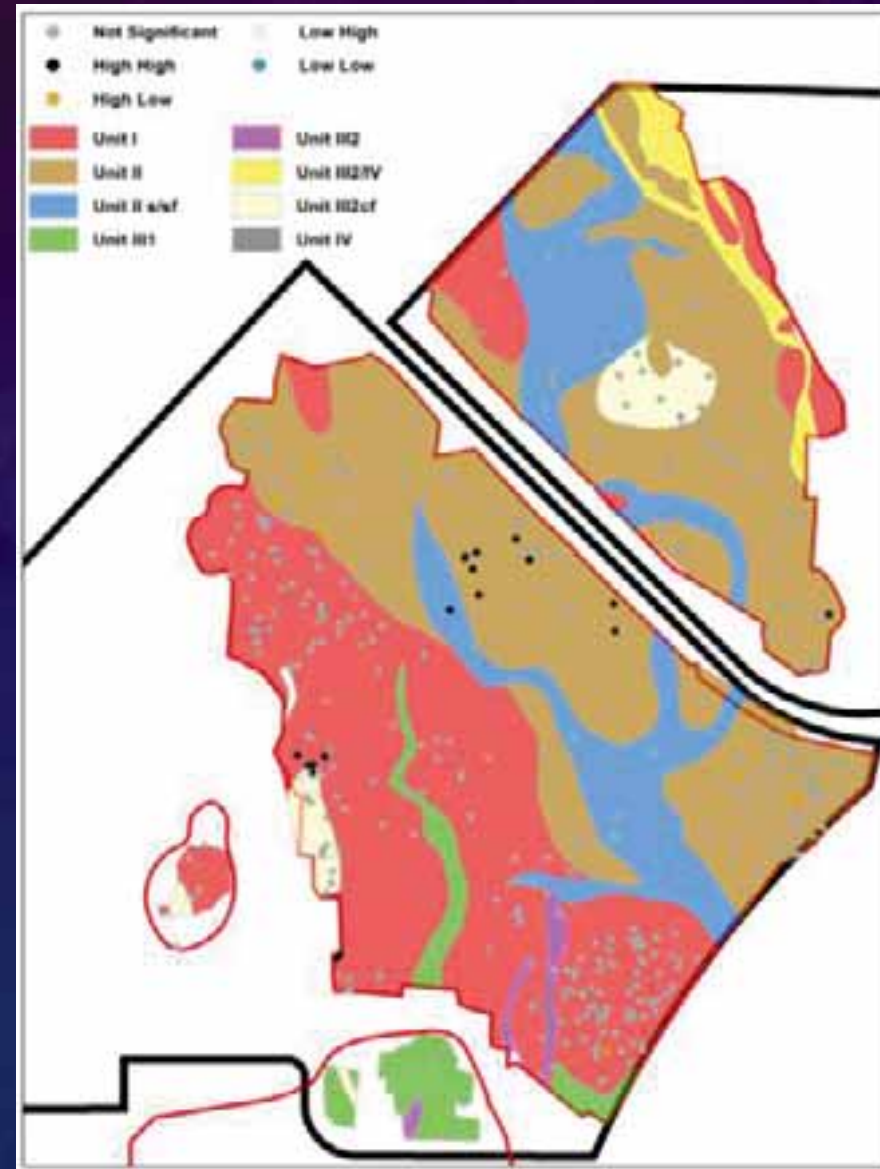 Not Significant
Low High
High High
Low Low
High Low
Unit I
Unit III2
Unit II
Unit III2/IV
Unit II s/sf
Unit III2cf
Unit III1
Unit IV